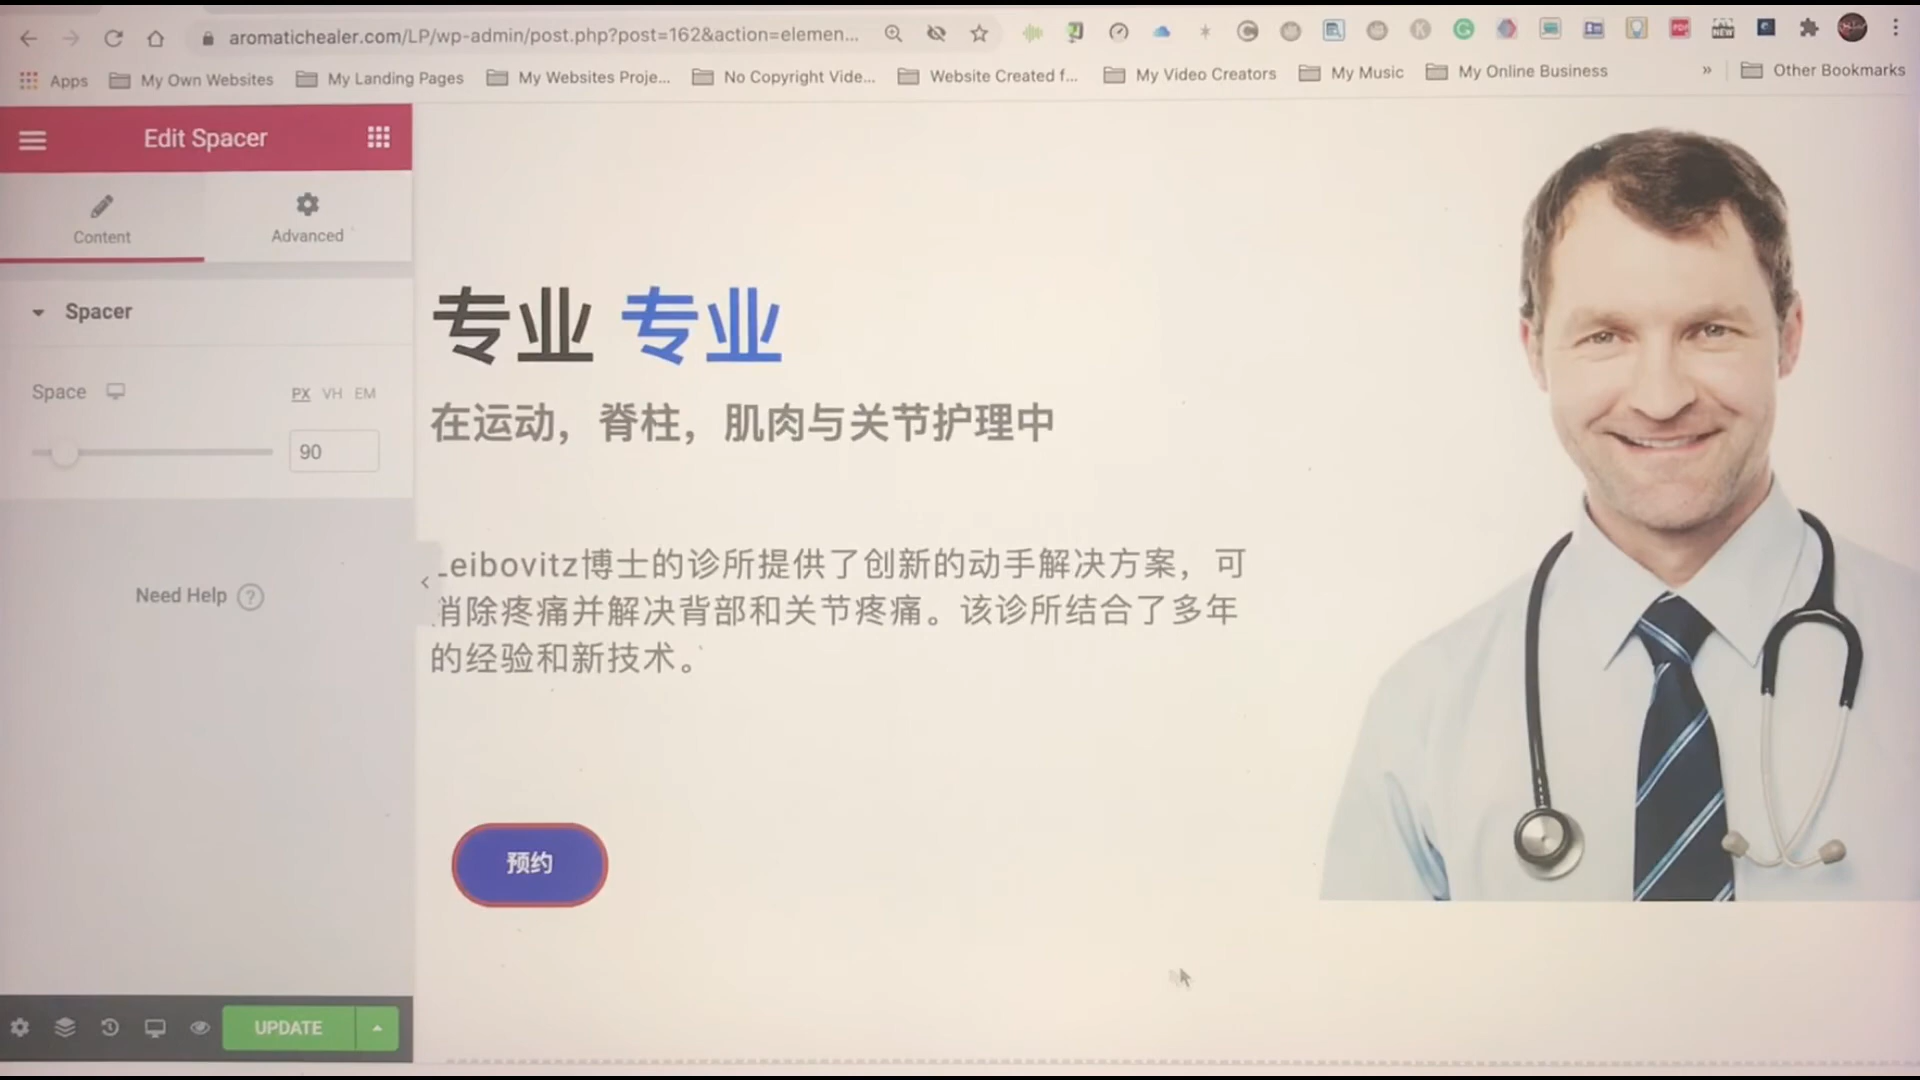 aromatichealer.com/LP/wp-admin/post.php?post=162&action=elemen...
Apps
My Own Websites
My Landing Pages
My Websites Proje...
No Copyright Vide...
Website Created f...
My Video Creators
My Music
My Online Business
»
Other Bookmarks
Edit Spacer
Content
Advanced
Spacer
Space
PX VH EM
90
Need Help ?
UPDATE
专业 专业
在运动，脊柱，肌肉与关节护理中
Leibovitz博士的诊所提供了创新的动手解决方案，可
消除疼痛并解决背部和关节疼痛。该诊所结合了多年
的经验和新技术。
预约
PDF
NEW